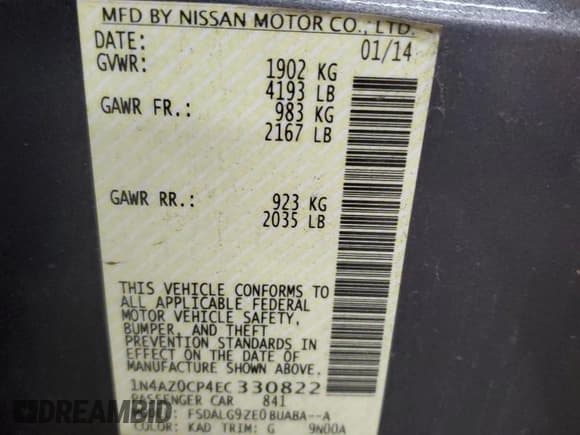 MFD BY NISSAN MOTOR CO., LTD.
DATE: 01/14
GVWR: 1902 KG
4193 LB
GAWR FR.: 983 KG
2167 LB
GAWR RR.: 923 KG
2035 LB
THIS VEHICLE CONFORMS TO
ALL APPLICABLE FEDERAL
MOTOR VEHICLE SAFETY,
BUMPER, AND THEFT
PREVENTION STANDARDS IN
EFFECT ON THE DATE OF
MANUFACTURE SHOWN ABOVE.
1N4AZ0CP4EC330822
PASSENGER CAR 841
FSDALG9ZE0BUABA--A
COLOR: KAD TRIM: G 9N00A
DREAMBID